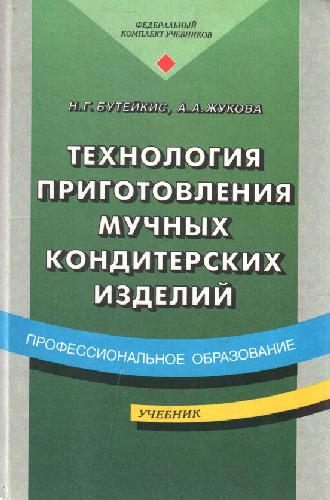 ФЕДЕРАЛЬНЫЙ
КОМПЛЕКТ УЧЕБНИКОВ
Н. Г. БУТЕЙКИС, А. А. ЖУКОВА
ТЕХНОЛОГИЯ
ПРИГОТОВЛЕНИЯ
МУЧНЫХ
КОНДИТЕРСКИХ
ИЗДЕЛИЙ
ПРОФЕССИОНАЛЬНОЕ ОБРАЗОВАНИЕ
УЧЕБНИК